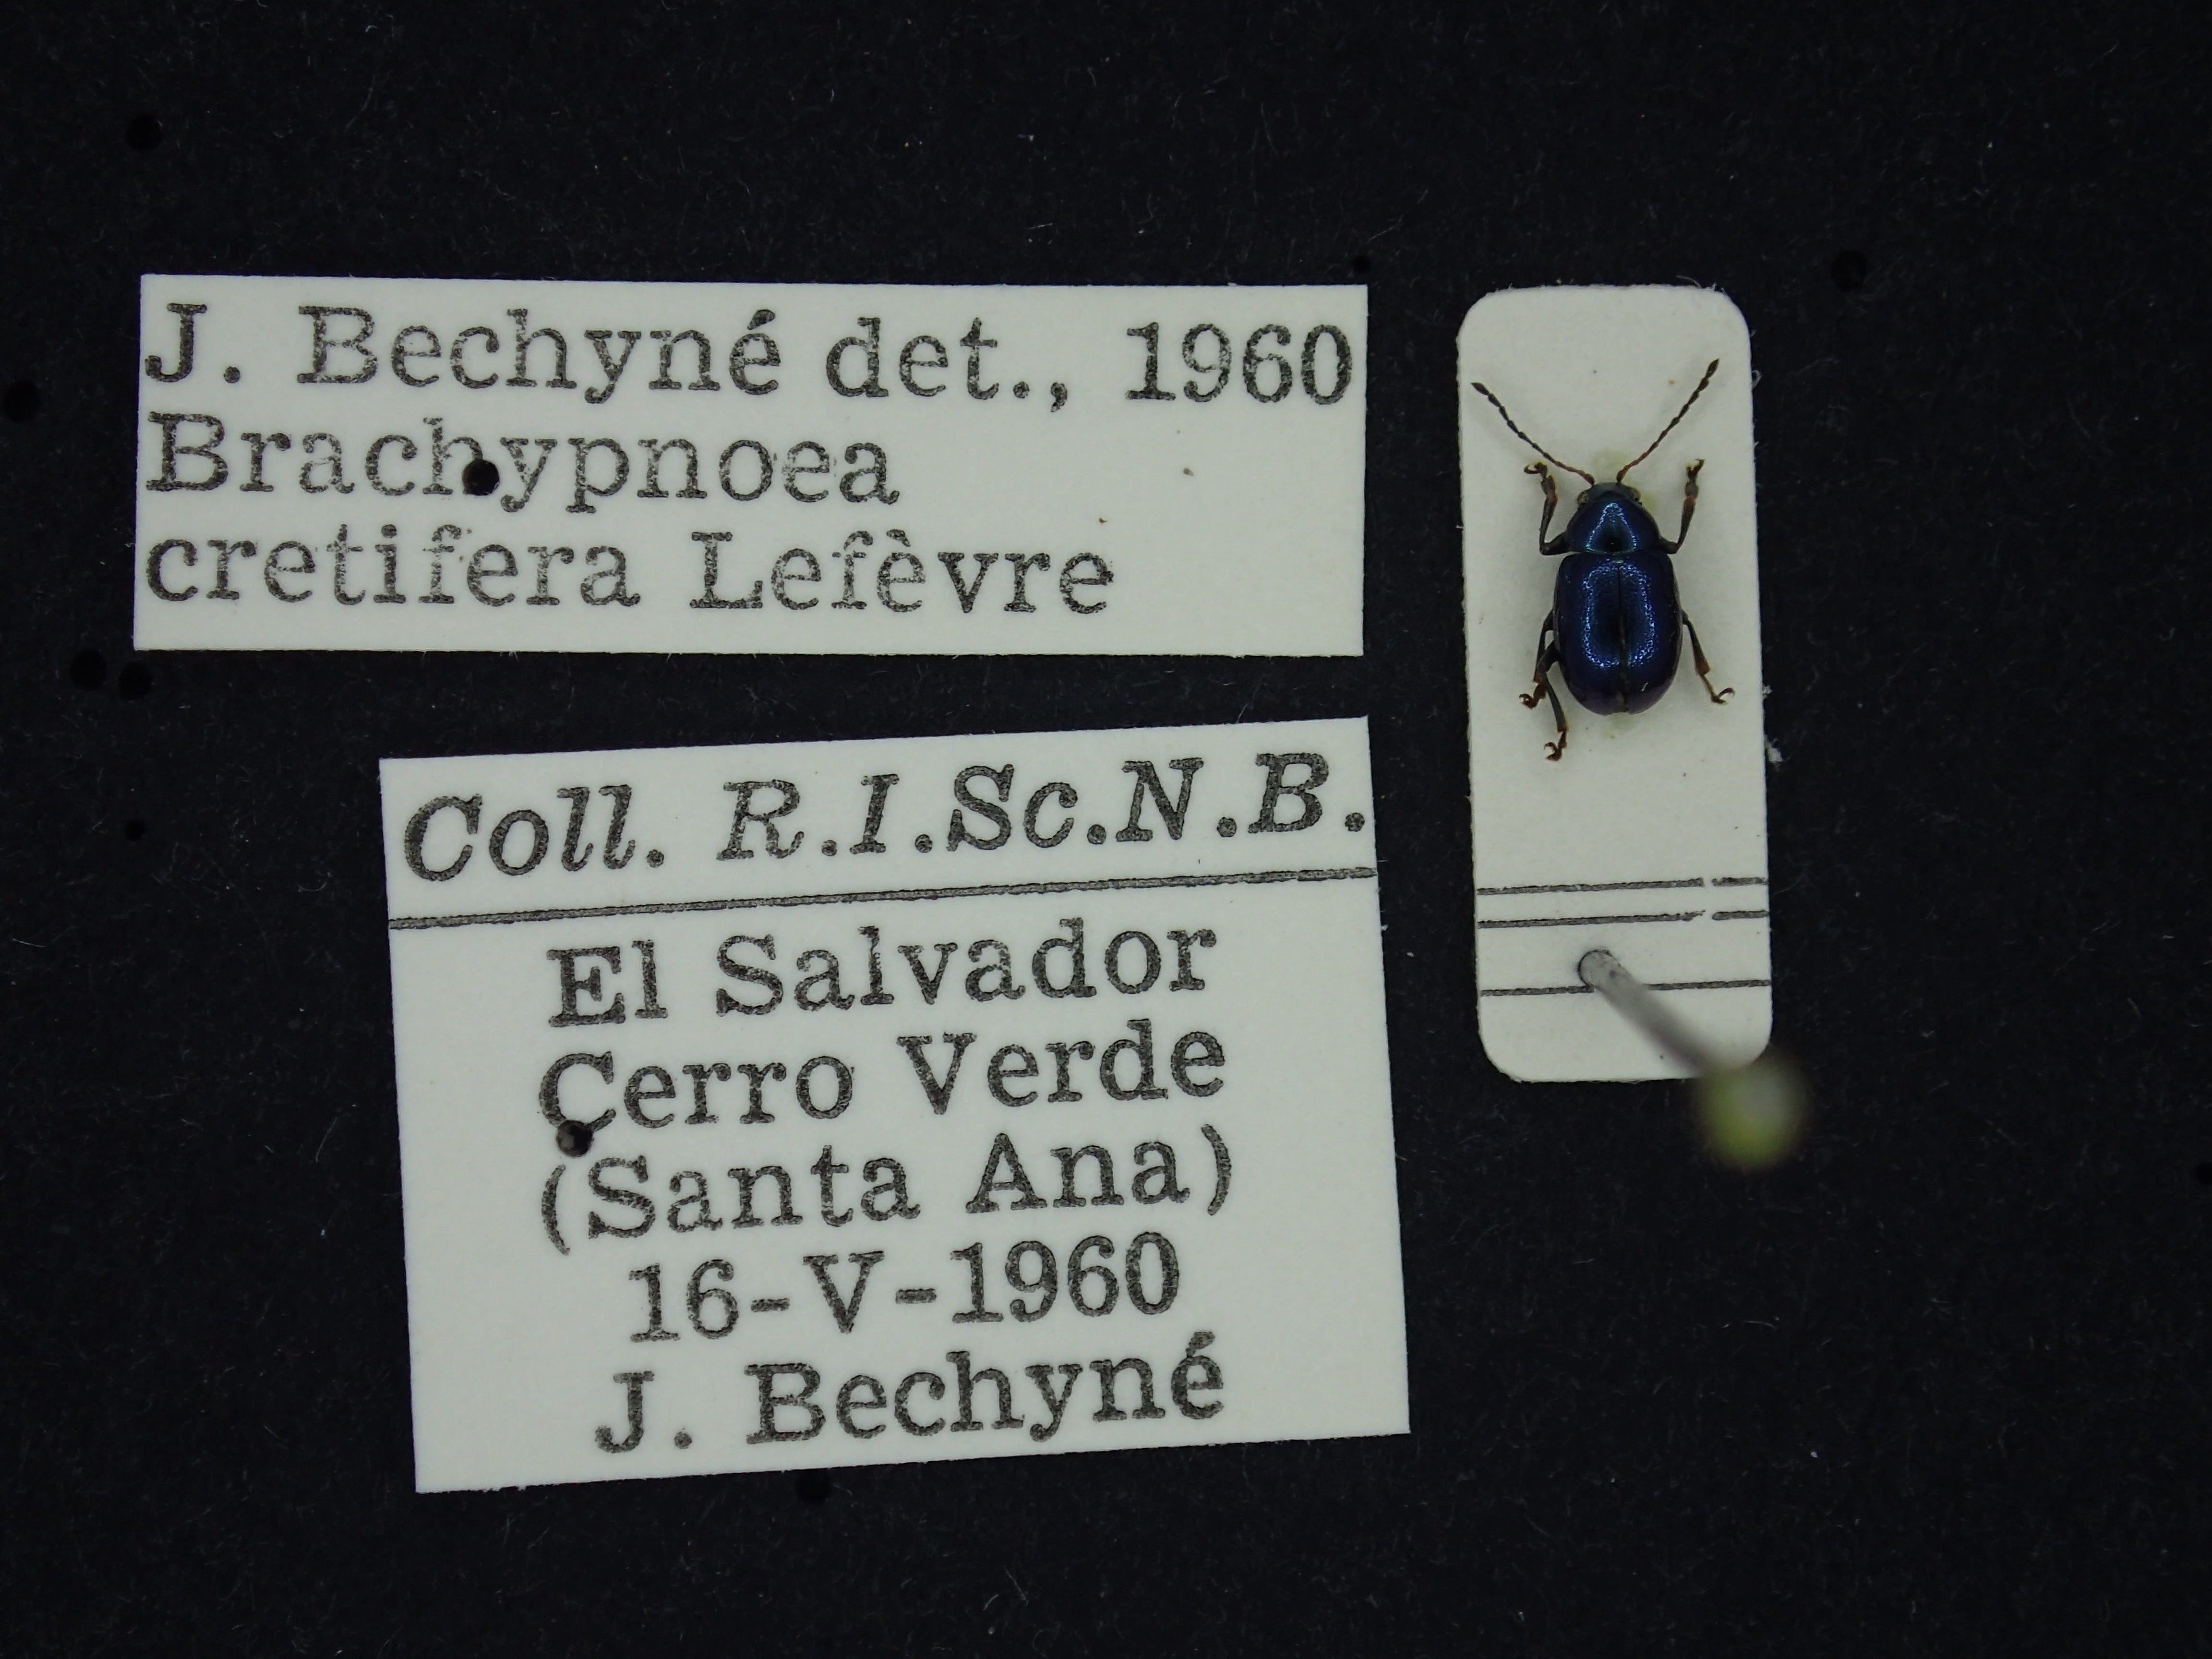 J. Bechyné det., 1960
Brachypnoea
cretifera Lefèvre
Coll. R.I.Sc.N.B.
El Salvador
Cerro Verde
(Santa Ana)
16-V-1960
J. Bechyné